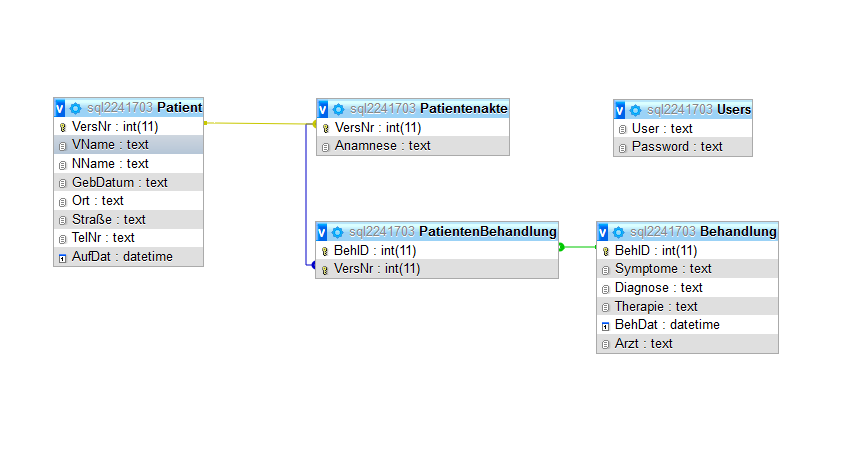 sql2241703 Patient
VersNr : int(11)
VName : text
NName : text
GebDatum : text
Ort : text
Straße : text
TelNr : text
AufDat : datetime
sql2241703 Patientenakte
VersNr : int(11)
Anamnese : text
sql2241703 Users
User : text
Password : text
sql2241703 PatientenBehandlung
BehID : int(11)
VersNr : int(11)
sql2241703 Behandlung
BehID : int(11)
Symptome : text
Diagnose : text
Therapie : text
BehDat : datetime
Arzt : text